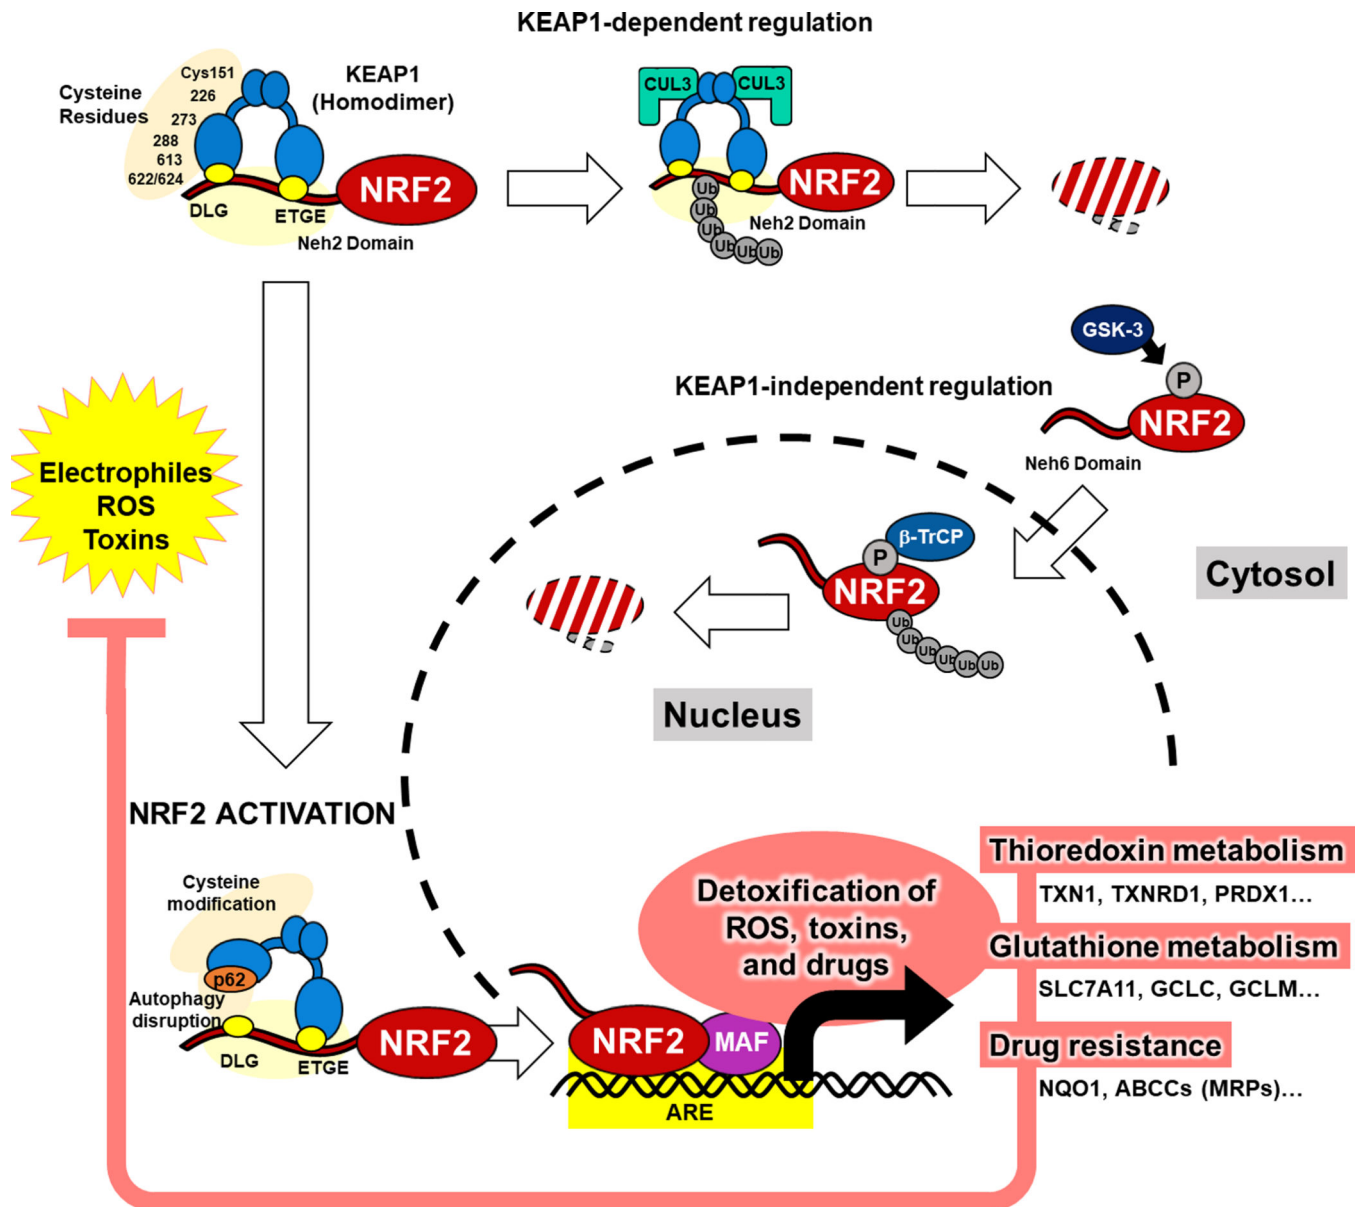 KEAP1-dependent regulation
Cysteine
Residues
Cys151
226
273
288
613
622/624
KEAP1
(Homodimer)
NRF2
DLG
ETGE
Neh2 Domain
CUL3
CUL3
NRF2
Ub
Ub
Ub
Ub
Ub
Ub
Neh2 Domain
GSK-3
P
NRF2
Neh6 Domain
KEAP1-independent regulation
Electrophiles
ROS
Toxins
β-TrCP
P
NRF2
Ub
Ub
Ub
Ub
Ub
Ub
Cytosol
Nucleus
NRF2 ACTIVATION
Cysteine
modification
p62
Autophagy
disruption
DLG
ETGE
NRF2
NRF2
MAF
ARE
Detoxification of
ROS, toxins,
and drugs
Thioredoxin metabolism
TXN1, TXNRD1, PRDX1...
Glutathione metabolism
SLC7A11, GCLC, GCLM...
Drug resistance
NQO1, ABCCs (MRPs)...